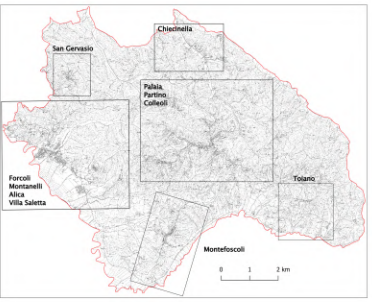 Chiecinella
San Gervasio
Palaia
Partino
Colleoli
Forcoli
Montanelli
Alica
Villa Saletta
Toiano
Montefoscoli
0 1 2 km